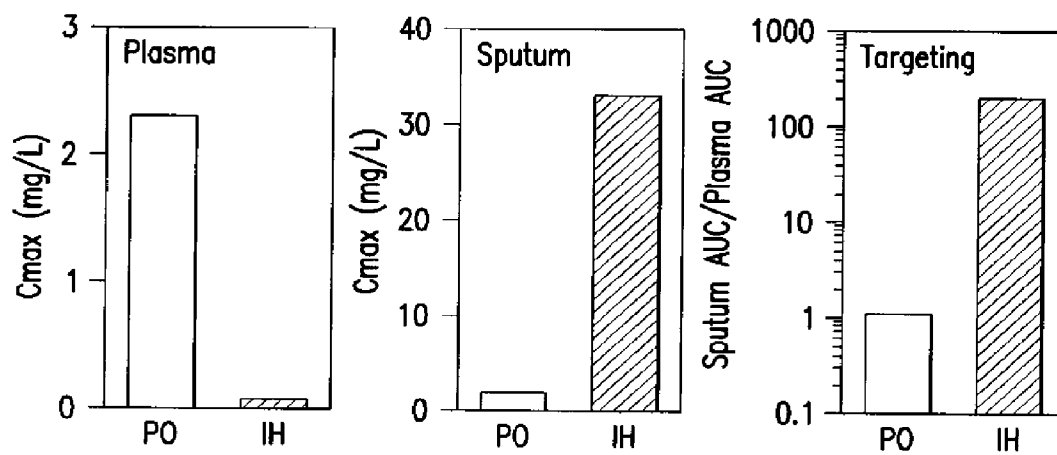 Plasma
Cmax (mg/L)
3
2
1
0
PO IH
Sputum
Cmax (mg/L)
40
30
20
10
0
PO IH
Targeting
Sputum AUC/Plasma AUC
1000
100
10
1
0.1
PO IH